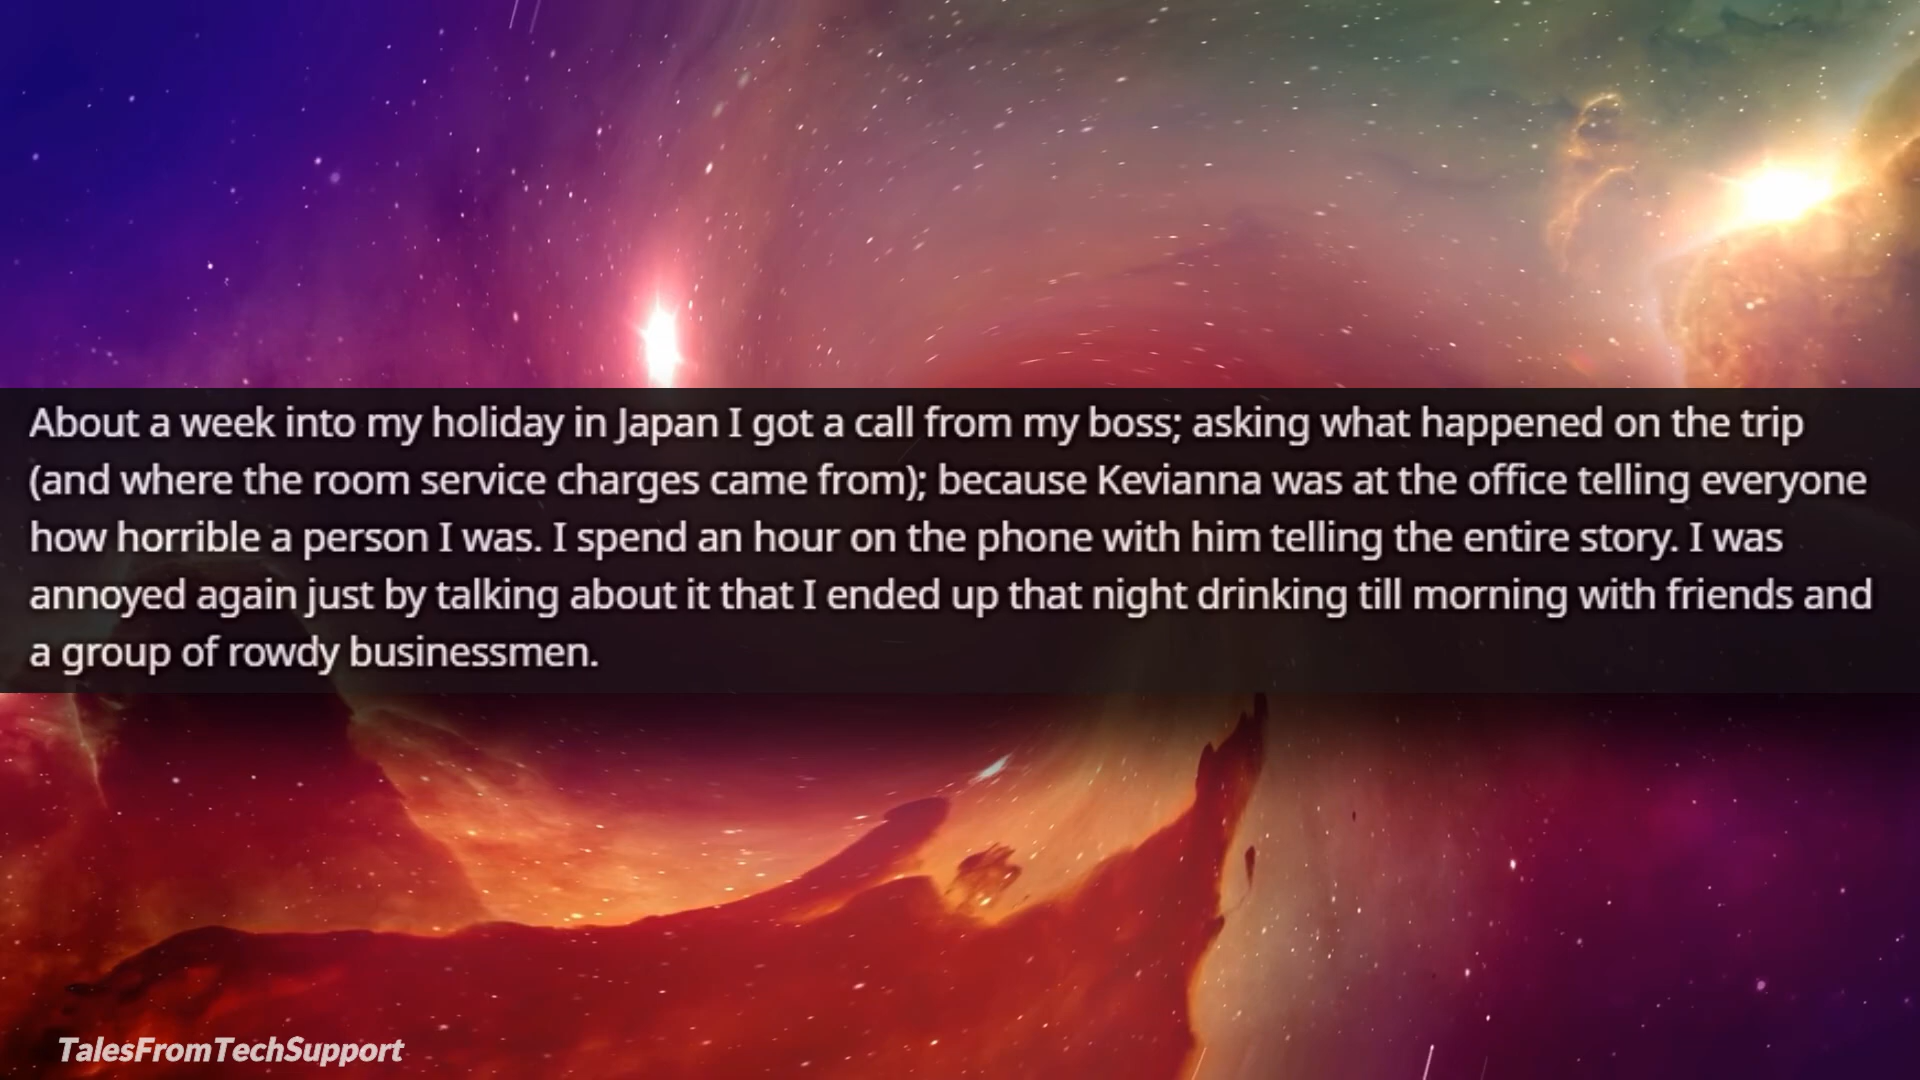 About a week into my holiday in Japan I got a call from my boss; asking what happened on the trip
(and where the room service charges came from); because Kevianna was at the office telling everyone
how horrible a person I was. I spend an hour on the phone with him telling the entire story. I was
annoyed again just by talking about it that I ended up that night drinking till morning with friends and
a group of rowdy businessmen.
TalesFromTechSupport